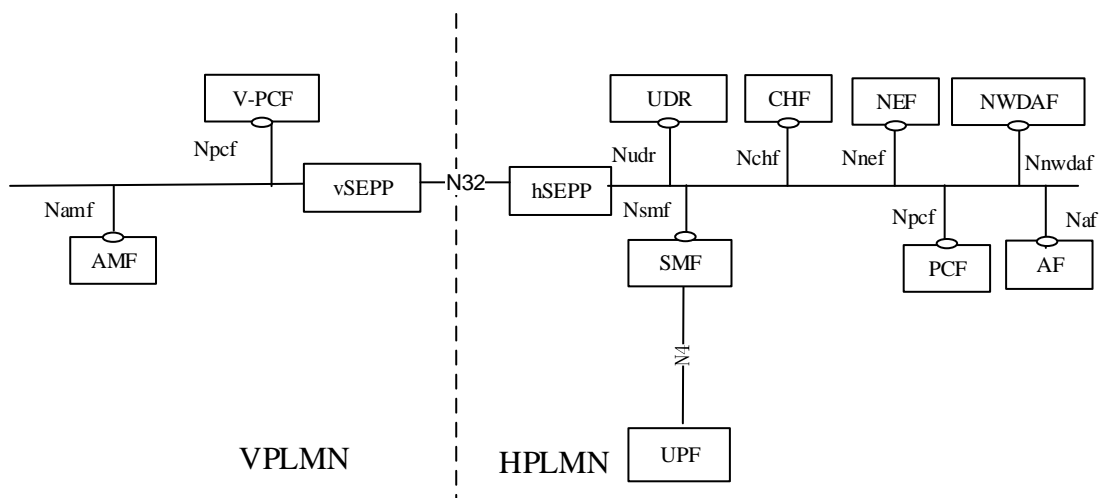 V-PCF
UDR
CHF
NEF
NWDAF
Npcf
Nudr
Nchf
Nnef
Nnwdaf
vSEPP
N32
hSEPP
Namf
Nsmf
Npcf
Naf
AMF
SMF
PCF
AF
N4
VPLMN
HPLMN
UPF